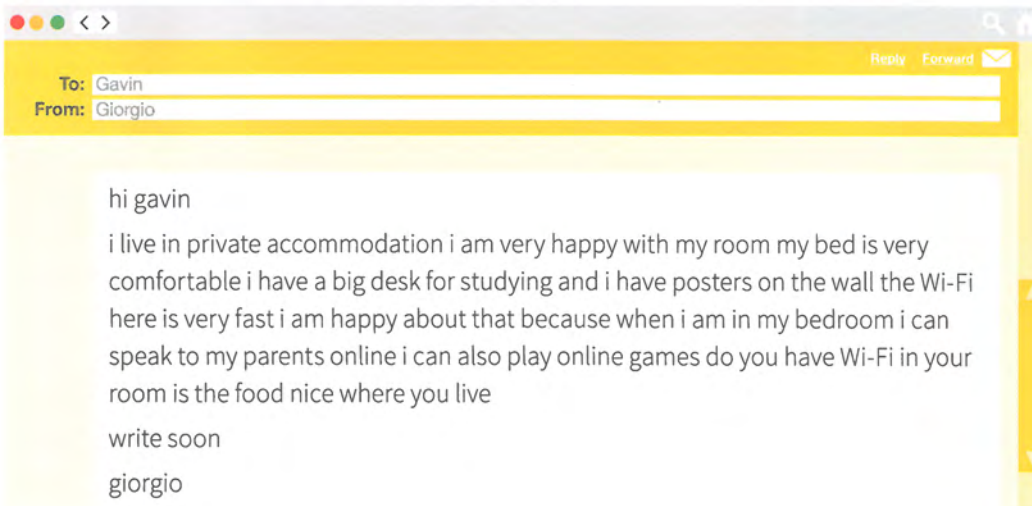 Reply Forward
To: Gavin
From: Giorgio
hi gavin
i live in private accommodation i am very happy with my room my bed is very
comfortable i have a big desk for studying and i have posters on the wall the Wi-Fi
here is very fast i am happy about that because when i am in my bedroom i can
speak to my parents online i can also play online games do you have Wi-Fi in your
room is the food nice where you live
write soon
giorgio